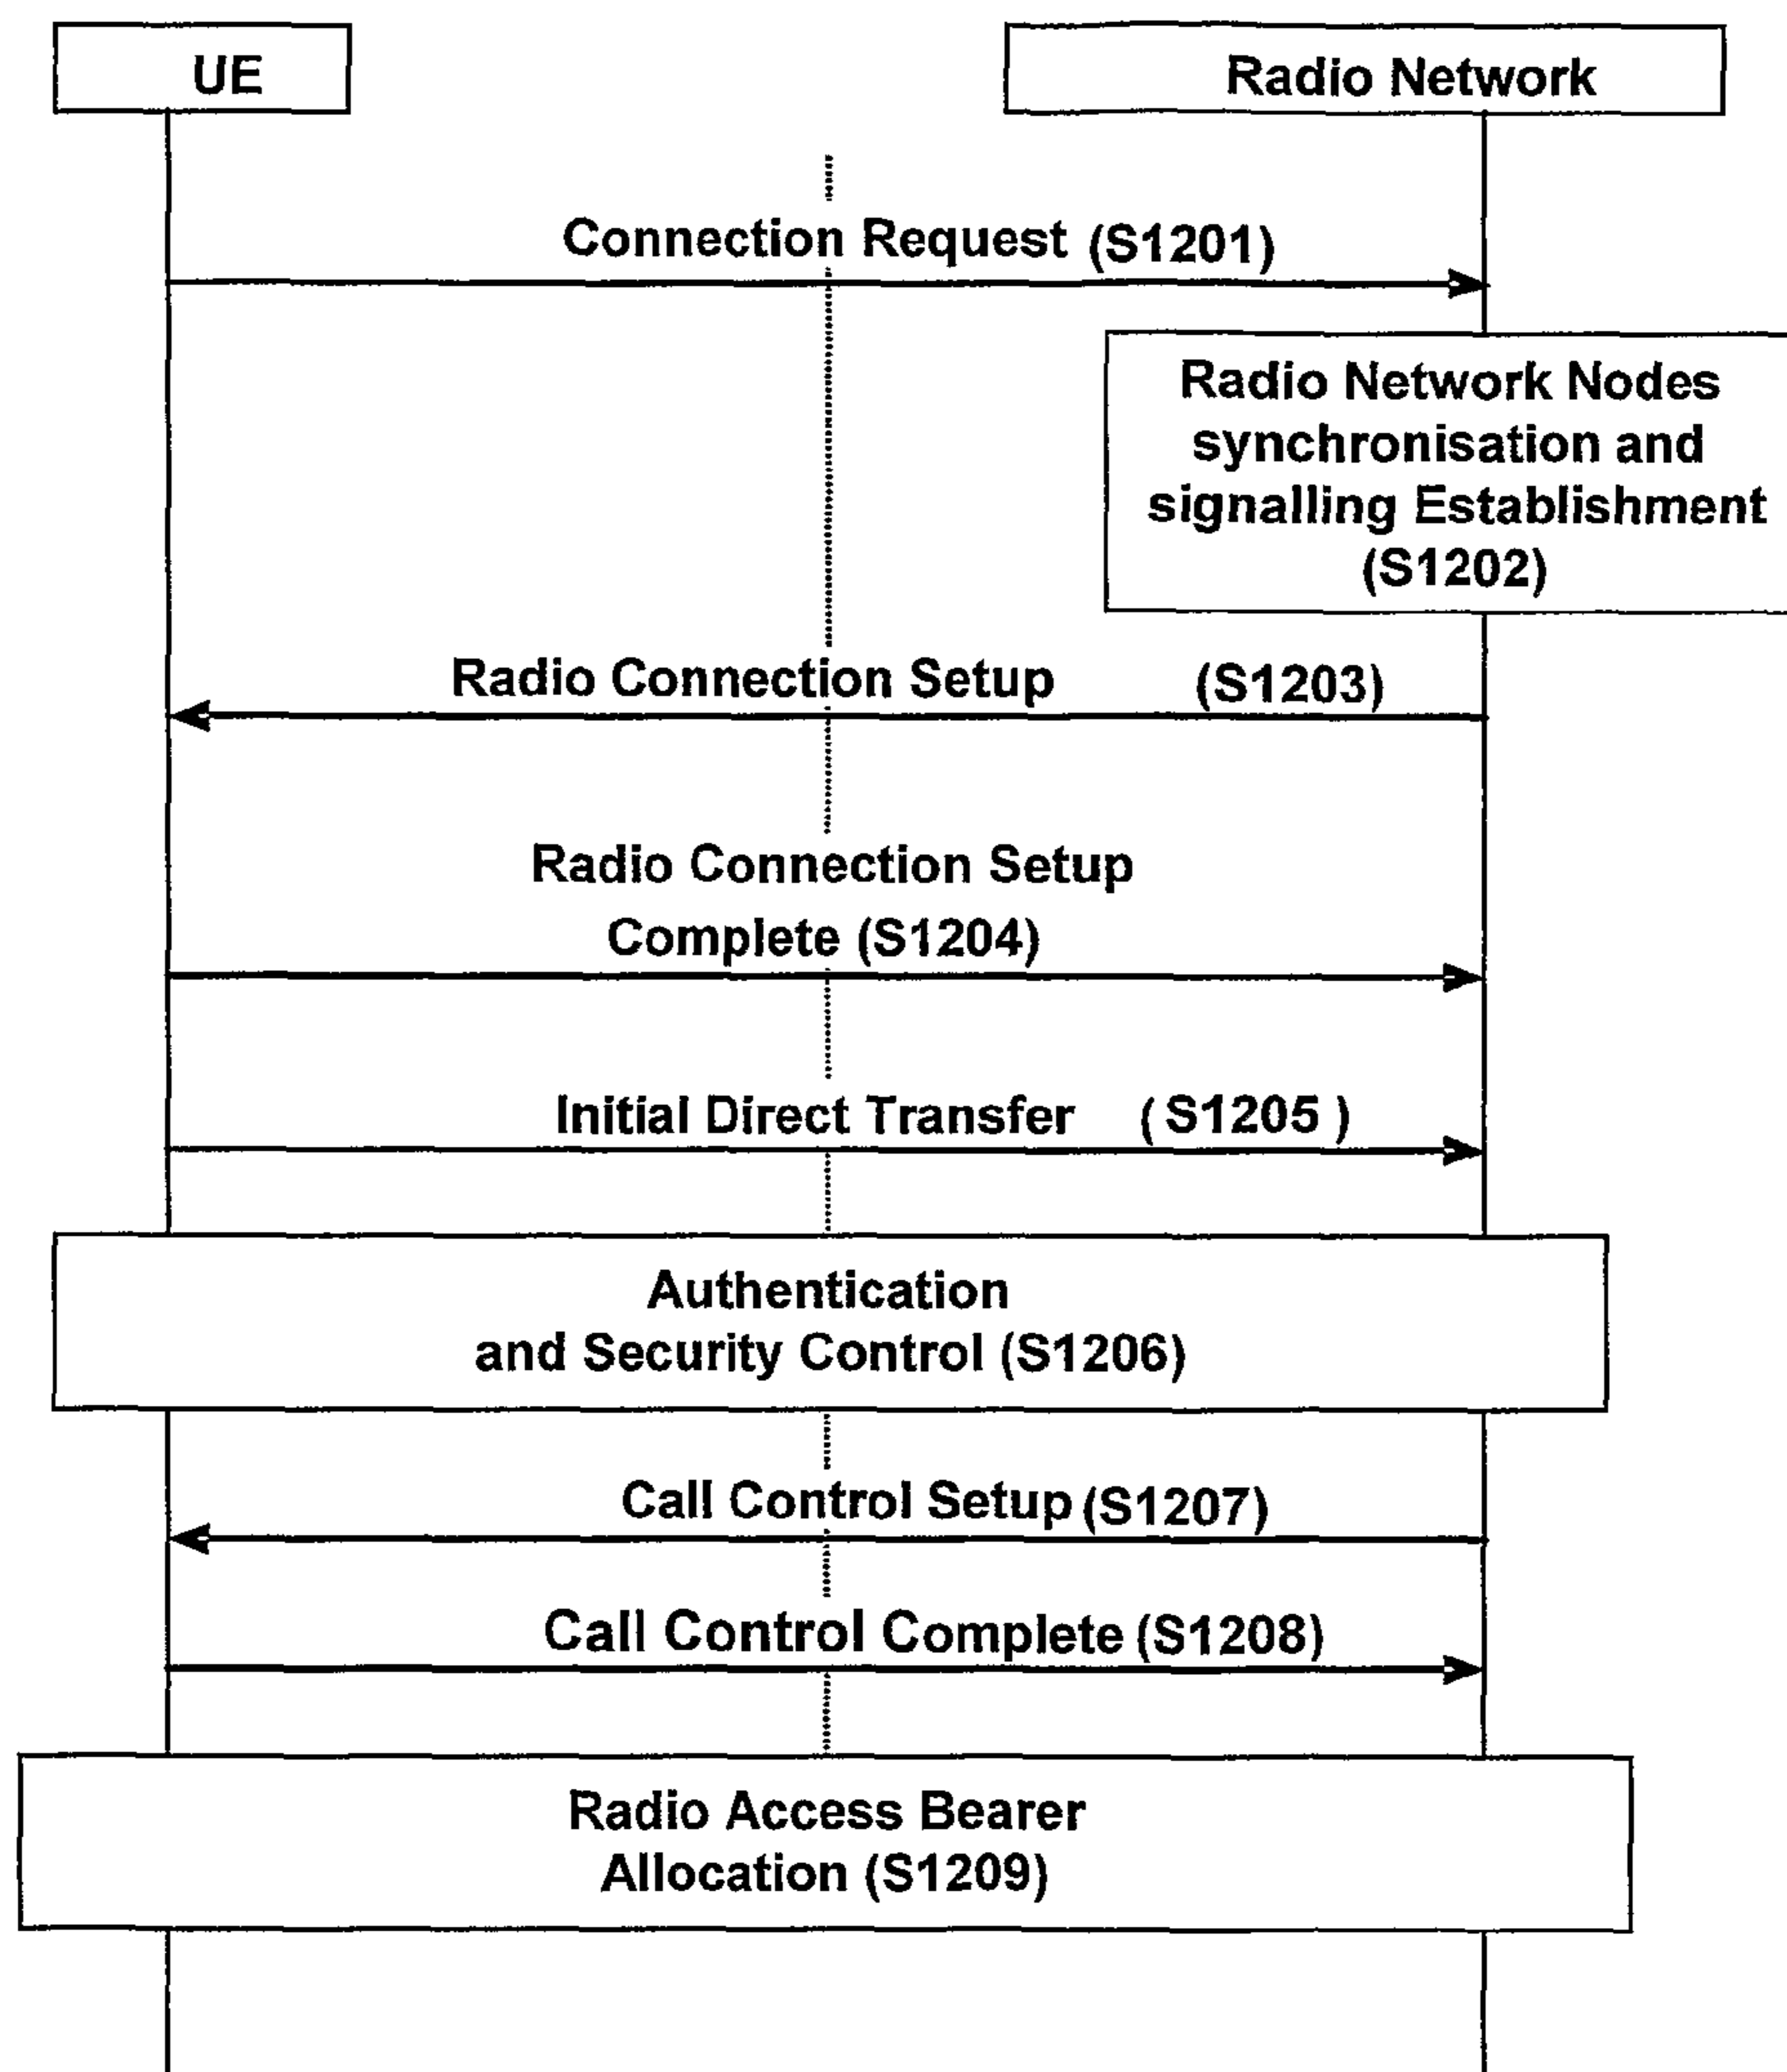 UE
Radio Network
Connection Request (S1201)
Radio Network Nodes
synchronisation and
signalling Establishment
(S1202)
Radio Connection Setup (S1203)
Radio Connection Setup
Complete (S1204)
Initial Direct Transfer ( S1205 )
Authentication
and Security Control (S1206)
Call Control Setup (S1207)
Call Control Complete (S1208)
Radio Access Bearer
Allocation (S1209)